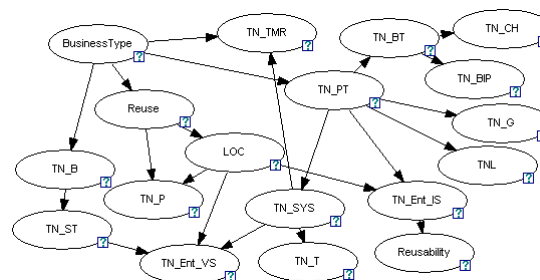 TN_CH
TN_TMR
TN_BT
BusinessType
TN_BIP
TN_PT
Reuse
TN_G
LOC
TNL
TN_B
TN_P
TN_SYS
TN_Ent_IS
TN_ST
Reusability
TN_Ent_VS
TN_T